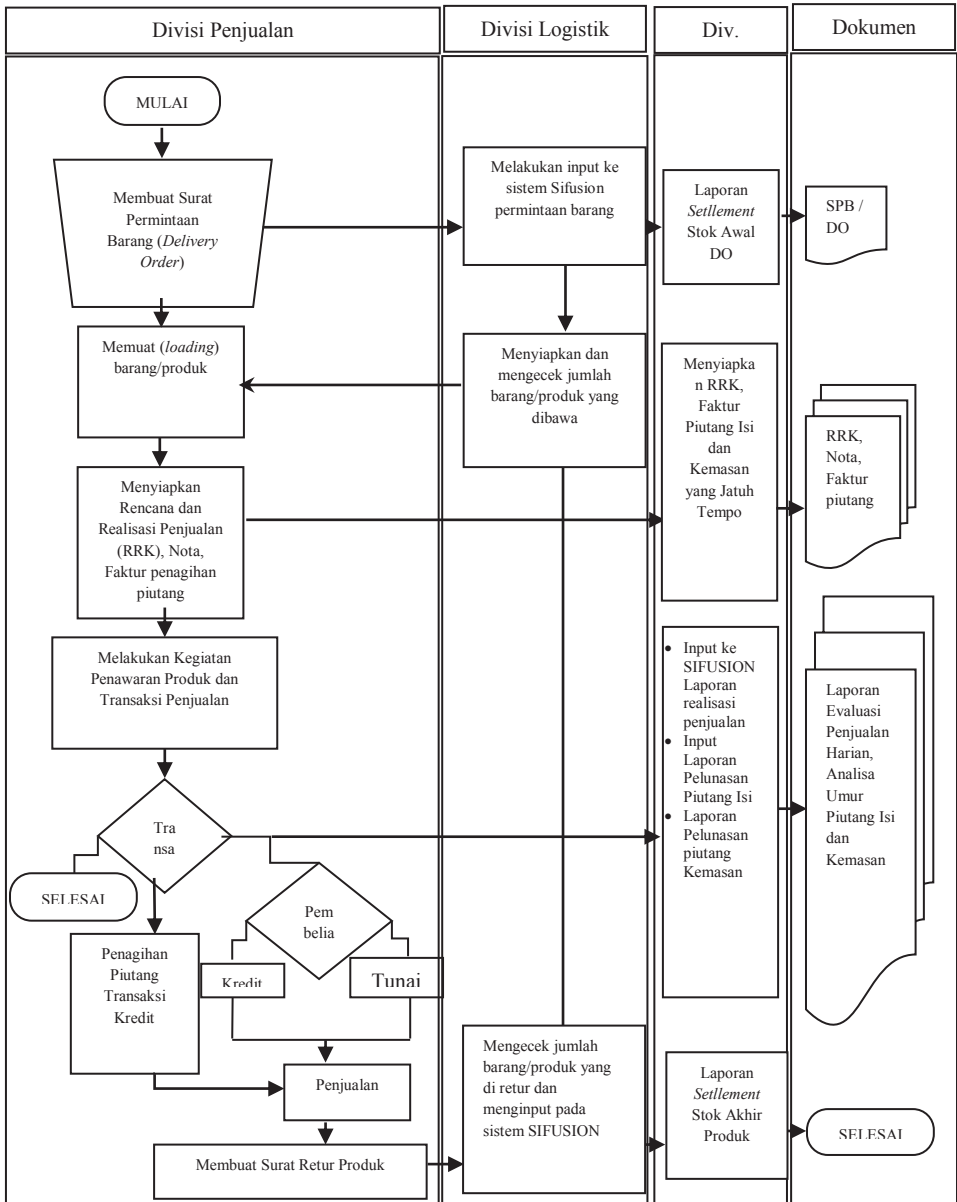 Divisi Penjualan
Divisi Logistik
Div.
Dokumen
MULAI
Membuat Surat
Permintaan
Barang (Delivery
Order)
Melakukan input ke
sistem Sifusion
permintaan barang
Laporan
Setllement
Stok Awal
DO
SPB /
DO
Memuat (loading)
barang/produk
Menyiapkan dan
mengecek jumlah
barang/produk yang
dibawa
Menyiapka
n RRK,
Faktur
Piutang Isi
dan
Kemasan
yang Jatuh
Tempo
RRK,
Nota,
Faktur
piutang
Menyiapkan
Rencana dan
Realisasi Penjualan
(RRK), Nota,
Faktur penagihan
piutang
Melakukan Kegiatan
Penawaran Produk dan
Transaksi Penjualan
• Input ke
SIFUSION
Laporan
realisasi
penjualan
• Input
Laporan
Pelunasan
Piutang Isi
• Laporan
Pelunasan
piutang
Kemasan
Laporan
Evaluasi
Penjualan
Harian,
Analisa
Umur
Piutang Isi
dan
Kemasan
Tra
nsa
SELESAI
Pem
belia
Kredit
Tunai
Penagihan
Piutang
Transaksi
Kredit
Penjualan
Membuat Surat Retur Produk
Mengecek jumlah
barang/produk yang
di retur dan
menginput pada
sistem SIFUSION
Laporan
Setllement
Stok Akhir
Produk
SELESAI